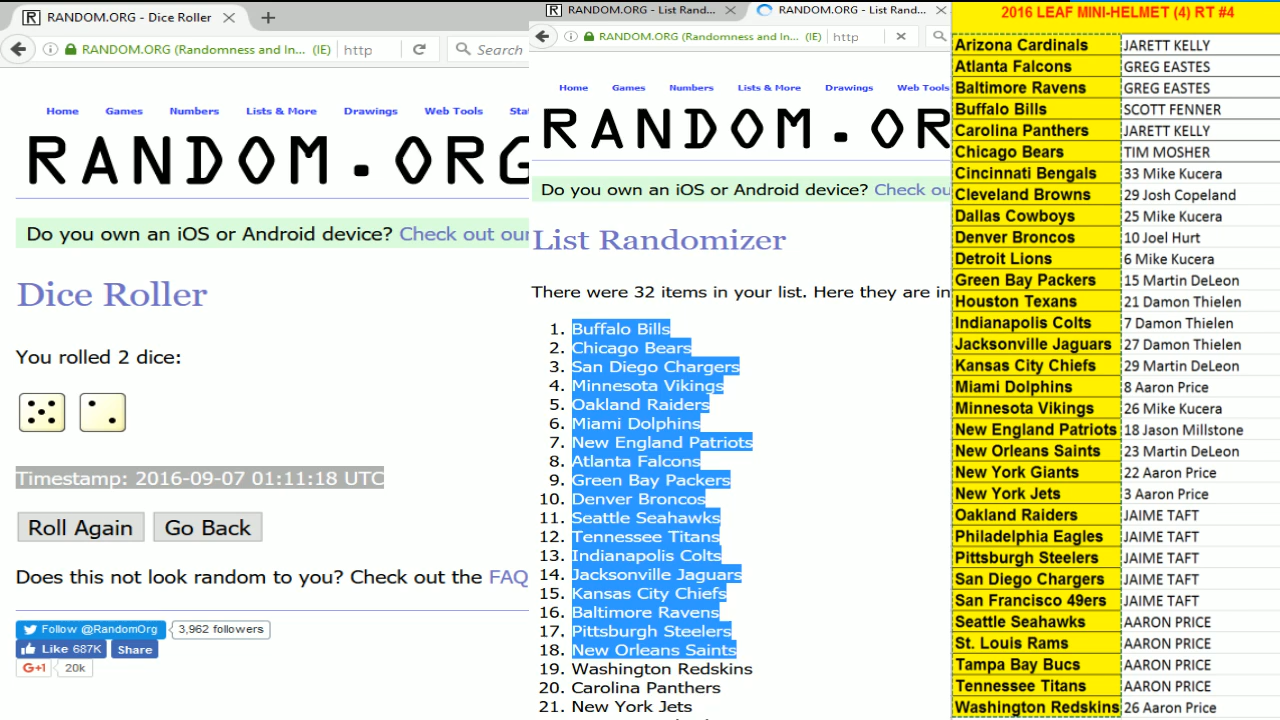 RANDOM.ORG - Dice Roller
RANDOM.ORG (Randomness and In... (IE) http
Search
Home Games Numbers Lists & More Drawings Web Tools Stat
RANDOM.ORG
Do you own an iOS or Android device? Check out our
Dice Roller
You rolled 2 dice:
Timestamp: 2016-09-07 01:11:18 UTC
Roll Again Go Back
Does this not look random to you? Check out the FAQ
Follow @RandomOrg 3,962 followers
Like 687K Share
G+1 20k
RANDOM.ORG - List Rand... RANDOM.ORG - List Rand...
RANDOM.ORG (Randomness and In... (IE) http
Home Games Numbers Lists & More Drawings Web Tools
RANDOM.OR
Do you own an iOS or Android device? Check ou
List Randomizer
There were 32 items in your list. Here they are in
1. Buffalo Bills
2. Chicago Bears
3. San Diego Chargers
4. Minnesota Vikings
5. Oakland Raiders
6. Miami Dolphins
7. New England Patriots
8. Atlanta Falcons
9. Green Bay Packers
10. Denver Broncos
11. Seattle Seahawks
12. Tennessee Titans
13. Indianapolis Colts
14. Jacksonville Jaguars
15. Kansas City Chiefs
16. Baltimore Ravens
17. Pittsburgh Steelers
18. New Orleans Saints
19. Washington Redskins
20. Carolina Panthers
21. New York Jets
2016 LEAF MINI-HELMET (4) RT #4
Arizona Cardinals JARETT KELLY
Atlanta Falcons GREG EASTES
Baltimore Ravens GREG EASTES
Buffalo Bills SCOTT FENNER
Carolina Panthers JARETT KELLY
Chicago Bears TIM MOSHER
Cincinnati Bengals 33 Mike Kucera
Cleveland Browns 29 Josh Copeland
Dallas Cowboys 25 Mike Kucera
Denver Broncos 10 Joel Hurt
Detroit Lions 6 Mike Kucera
Green Bay Packers 15 Martin DeLeon
Houston Texans 21 Damon Thielen
Indianapolis Colts 7 Damon Thielen
Jacksonville Jaguars 27 Damon Thielen
Kansas City Chiefs 29 Martin DeLeon
Miami Dolphins 8 Aaron Price
Minnesota Vikings 26 Mike Kucera
New England Patriots 18 Jason Millstone
New Orleans Saints 23 Martin DeLeon
New York Giants 22 Aaron Price
New York Jets 3 Aaron Price
Oakland Raiders JAIME TAFT
Philadelphia Eagles JAIME TAFT
Pittsburgh Steelers JAIME TAFT
San Diego Chargers JAIME TAFT
San Francisco 49ers JAIME TAFT
Seattle Seahawks AARON PRICE
St. Louis Rams AARON PRICE
Tampa Bay Bucs AARON PRICE
Tennessee Titans AARON PRICE
Washington Redskins 26 Aaron Price